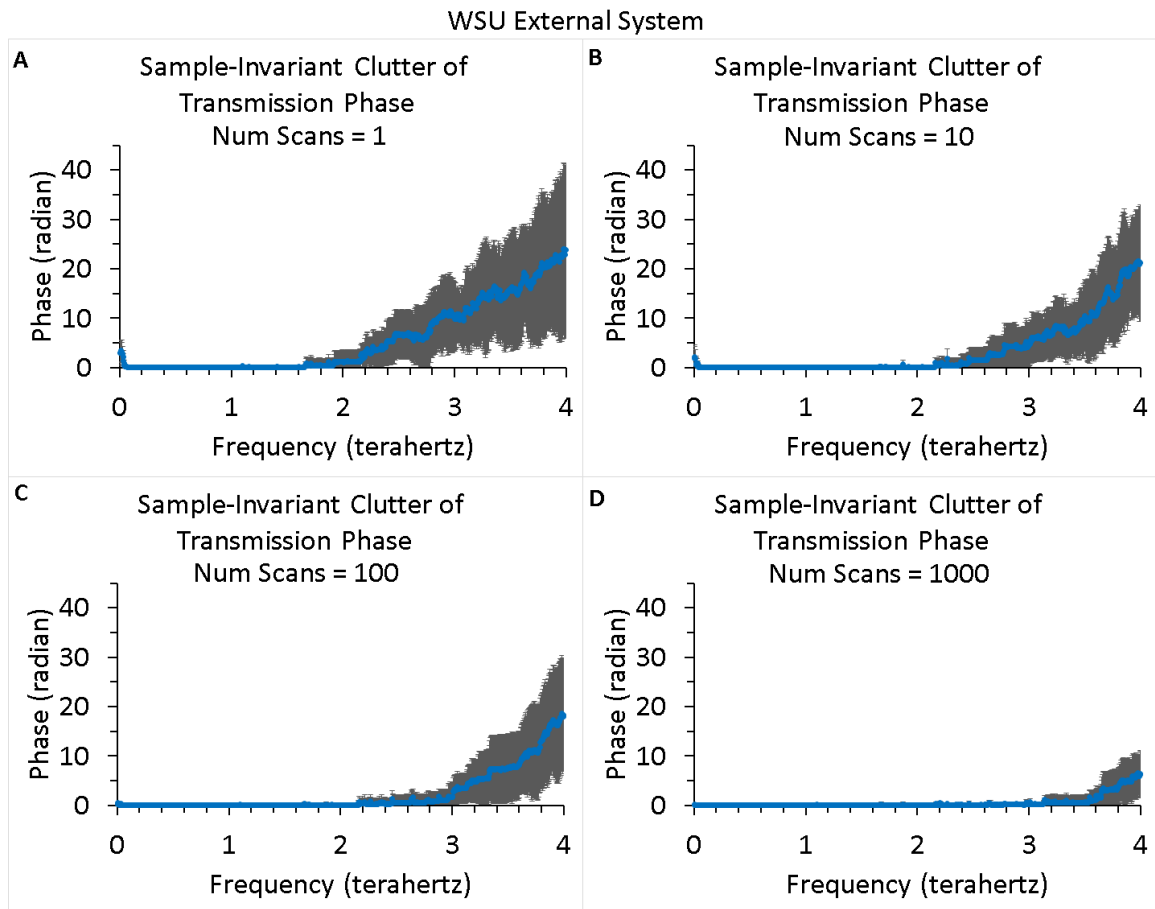 WSU External System
A
Sample-Invariant Clutter of
Transmission Phase
Num Scans = 1
Phase (radian)
40
30
20
10
0
0 1 2 3 4
Frequency (terahertz)
B
Sample-Invariant Clutter of
Transmission Phase
Num Scans = 10
Phase (radian)
40
30
20
10
0
0 1 2 3 4
Frequency (terahertz)
C
Sample-Invariant Clutter of
Transmission Phase
Num Scans = 100
Phase (radian)
40
30
20
10
0
0 1 2 3 4
Frequency (terahertz)
D
Sample-Invariant Clutter of
Transmission Phase
Num Scans = 1000
Phase (radian)
40
30
20
10
0
0 1 2 3 4
Frequency (terahertz)